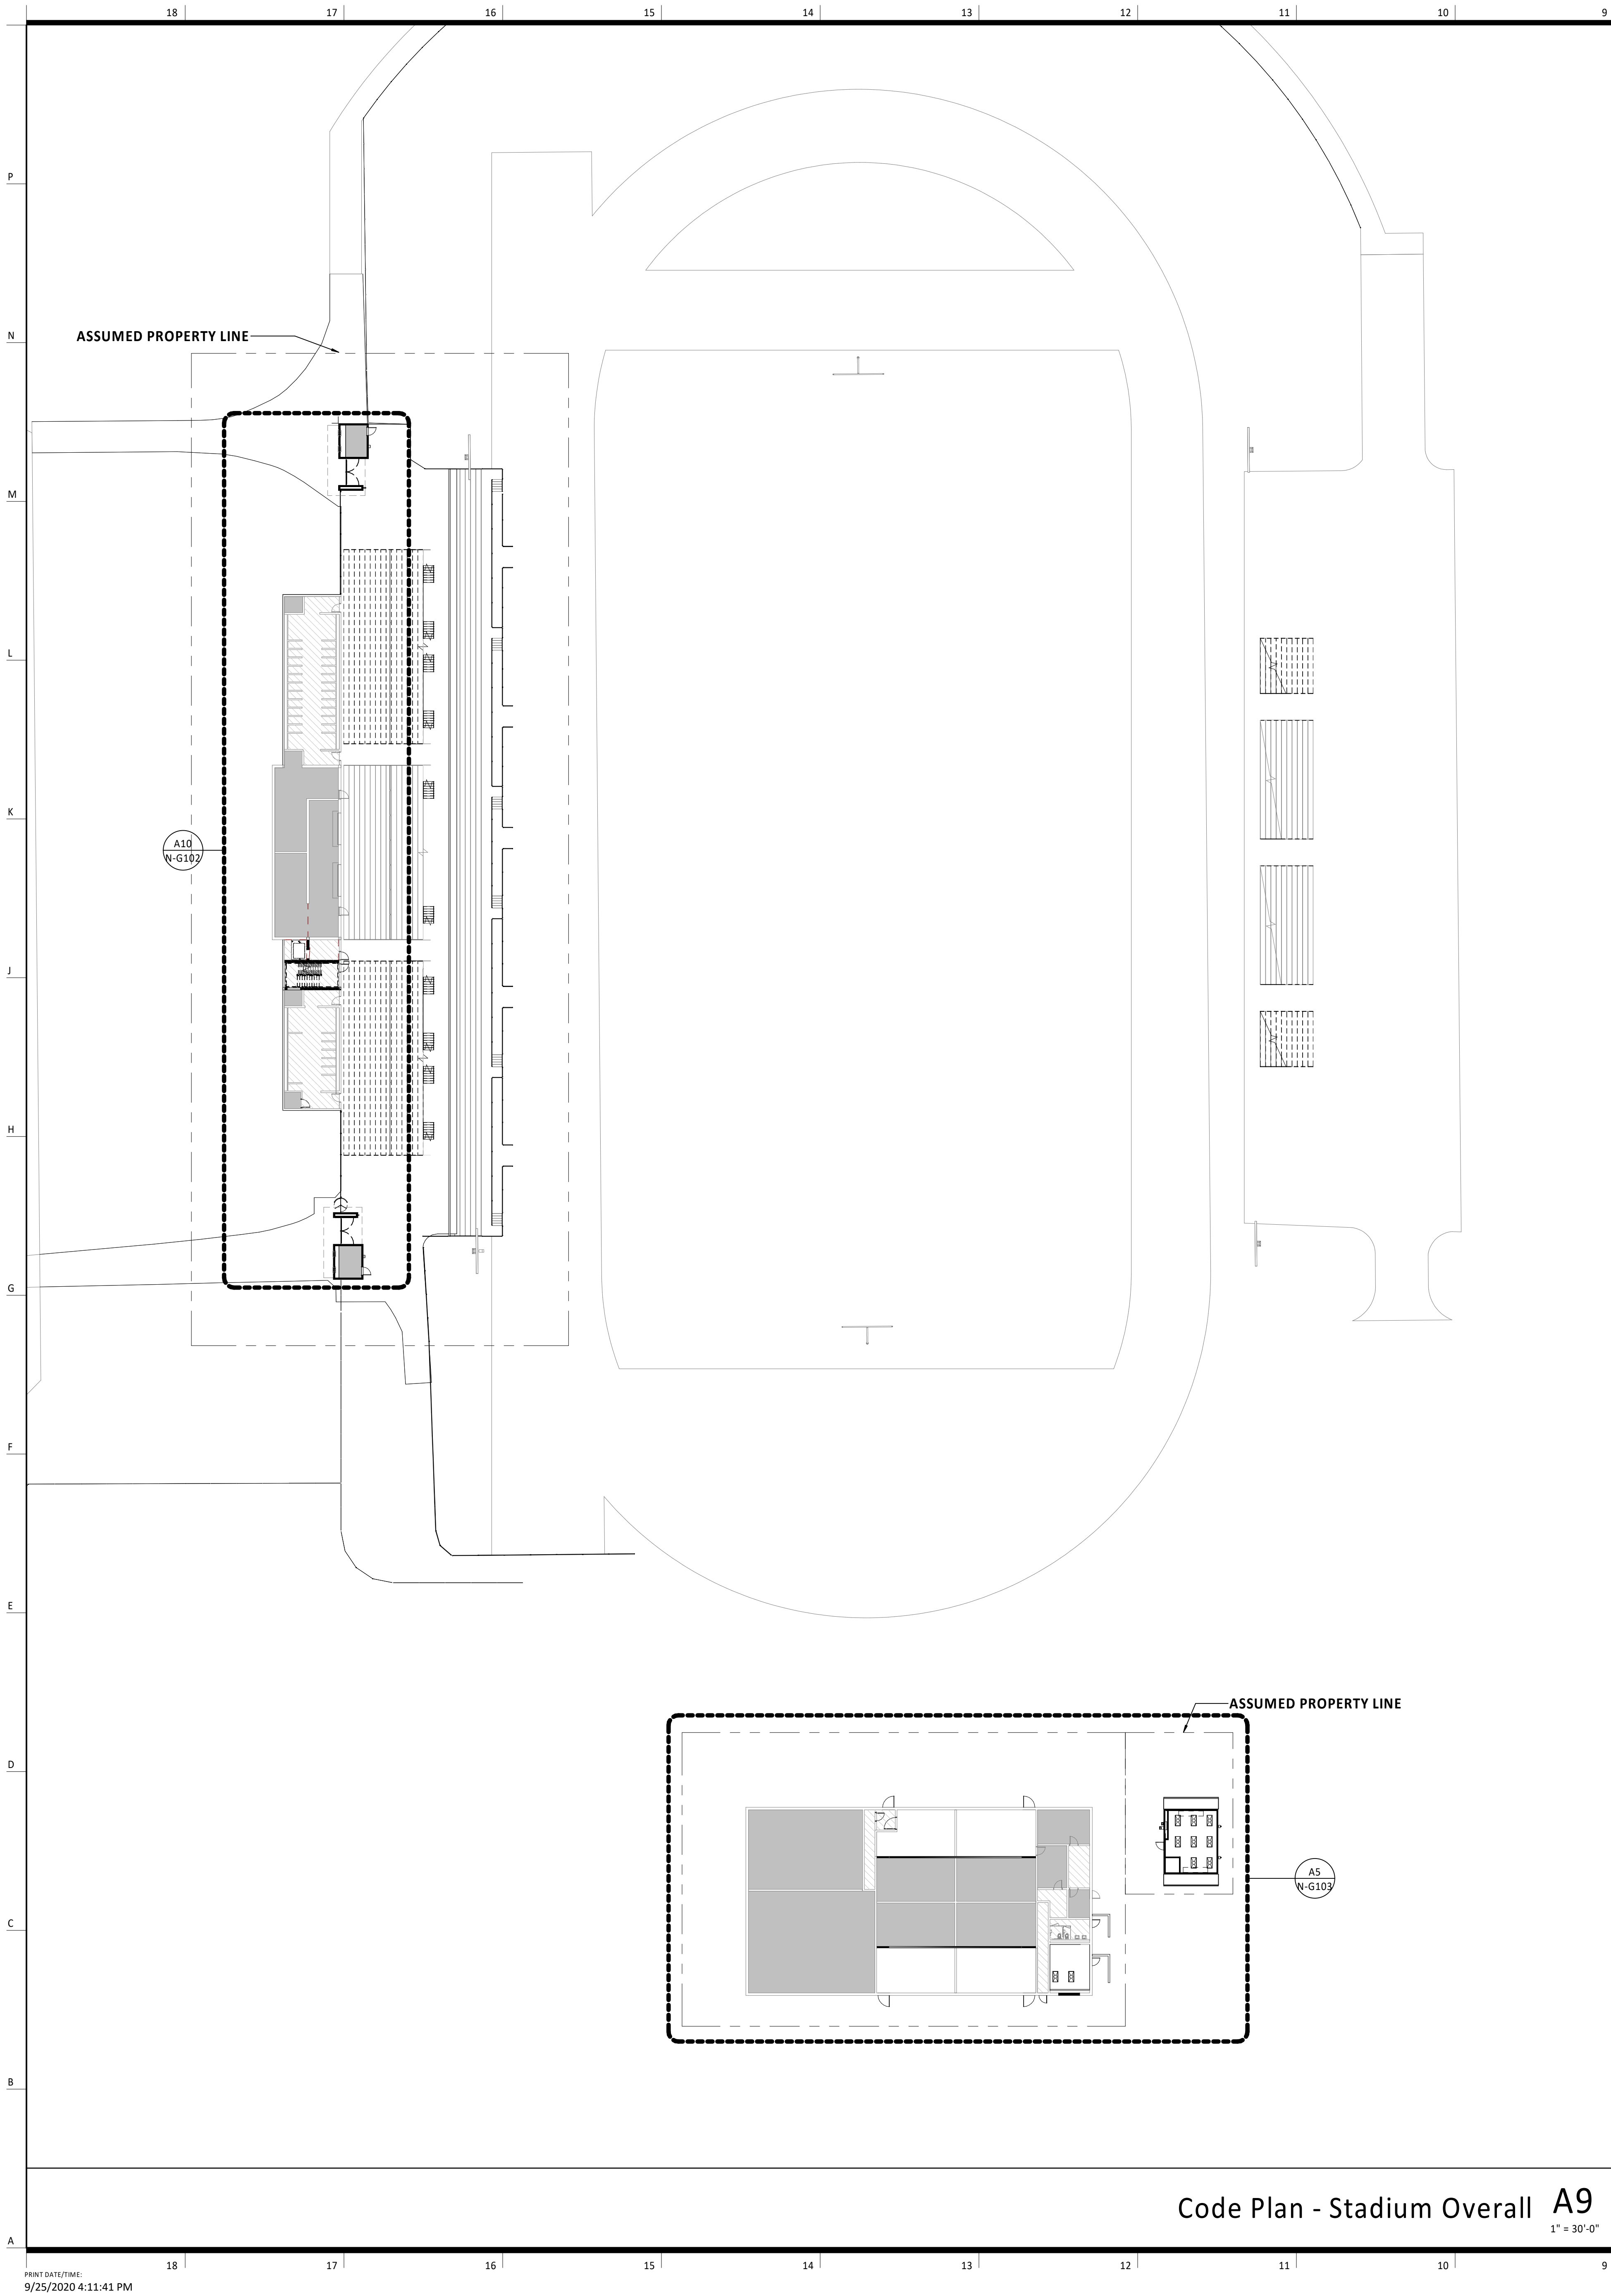 18 17 16 15 14 13 12 11 10 9
P
N
ASSUMED PROPERTY LINE
M
L
K
A10
N-G102
J
H
G
F
E
ASSUMED PROPERTY LINE
D
A5
N-G103
C
B
Code Plan - Stadium Overall A9
1" = 30'-0"
A
18 17 16 15 14 13 12 11 10 9
PRINT DATE/TIME:
9/25/2020 4:11:41 PM